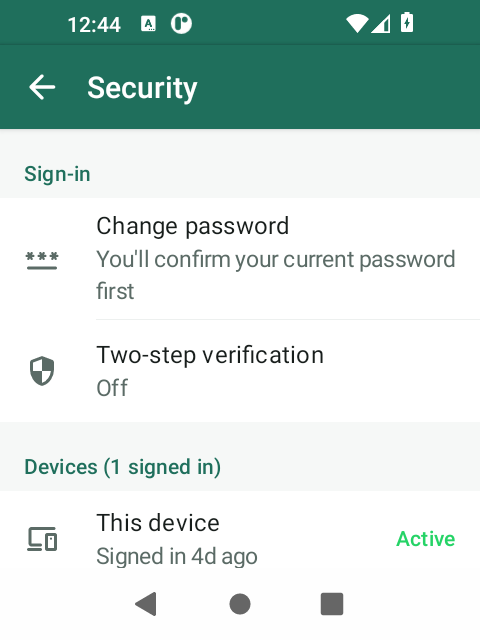 12:44
Security
Sign-in
Change password
You'll confirm your current password
first
Two-step verification
Off
Devices (1 signed in)
This device
Active
Signed in 4d ago